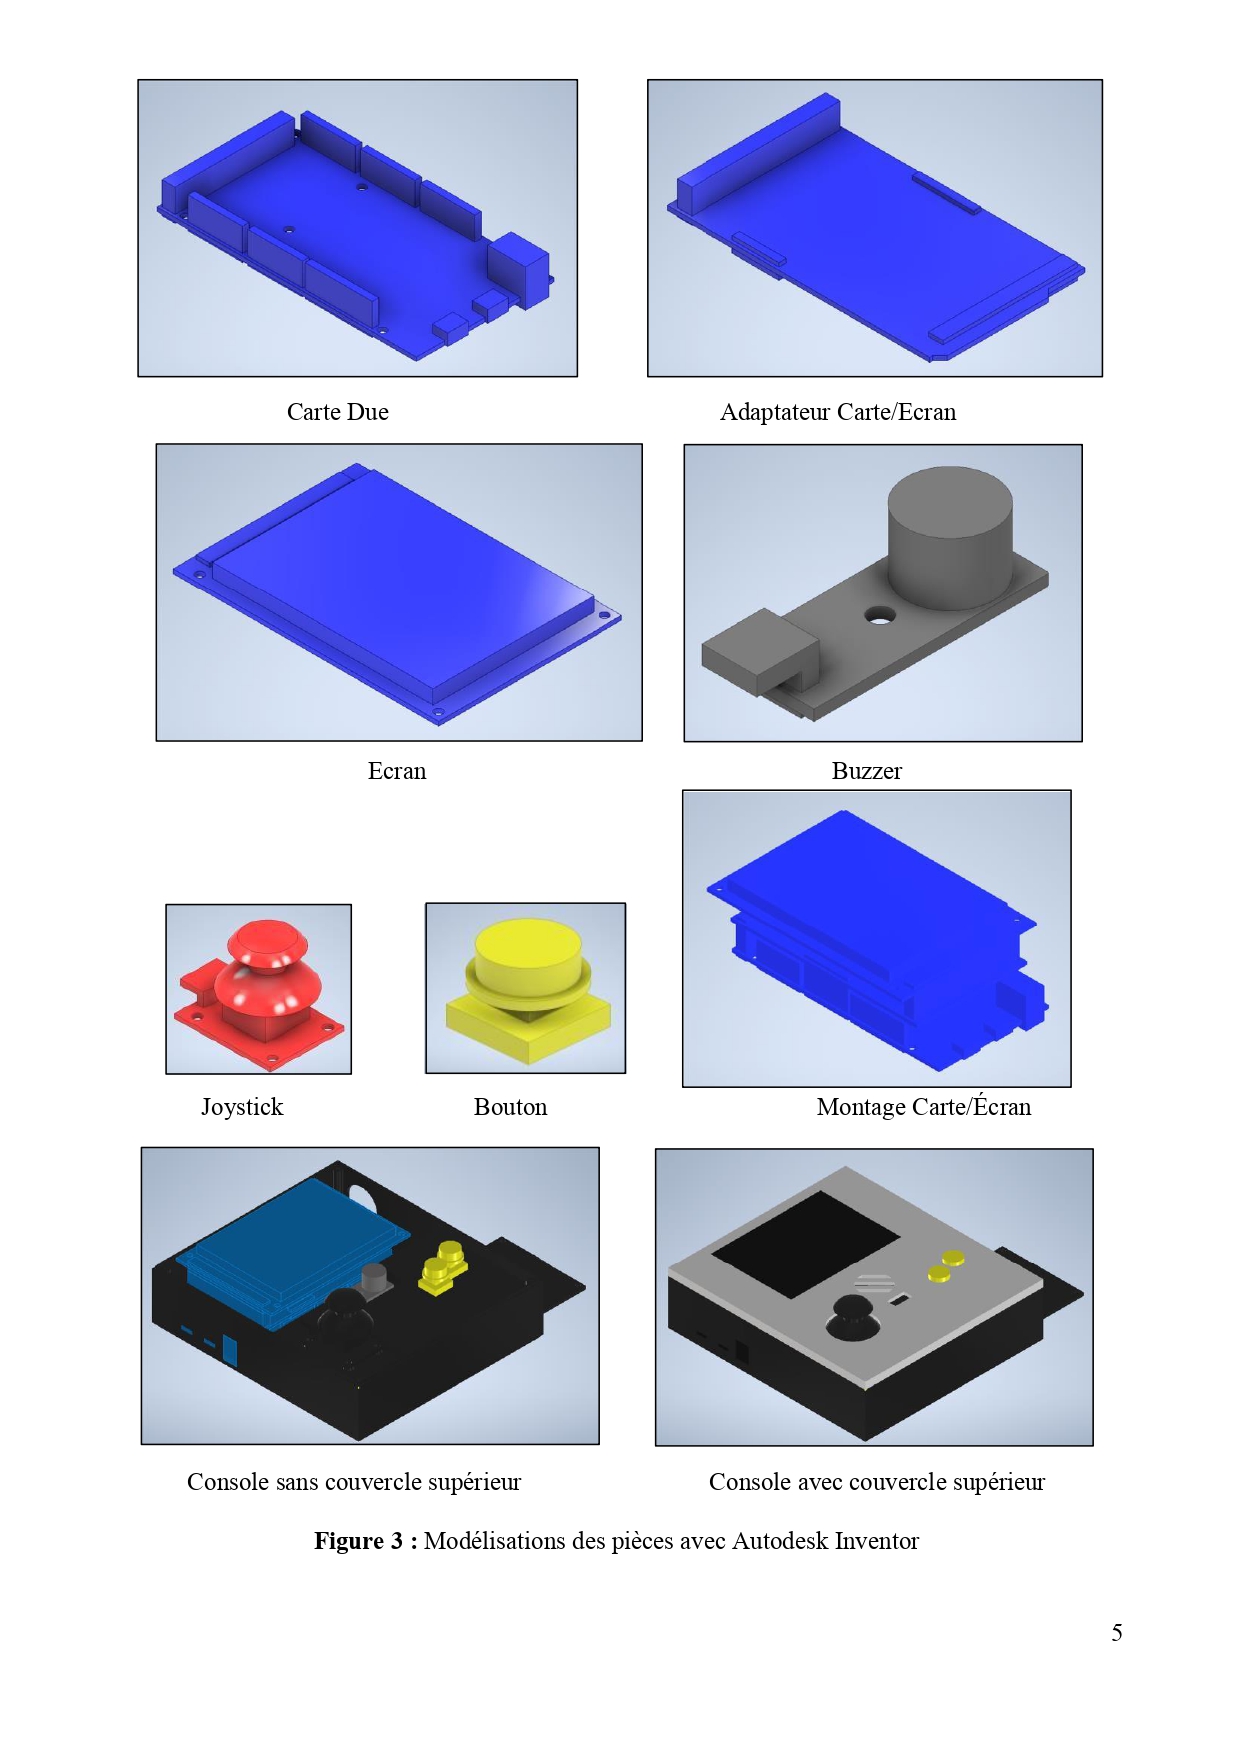 Carte Due
Adaptateur Carte/Ecran
Ecran
Buzzer
Joystick
Bouton
Montage Carte/Écran
Console sans couvercle supérieur
Console avec couvercle supérieur
Figure 3 : Modélisations des pièces avec Autodesk Inventor
5